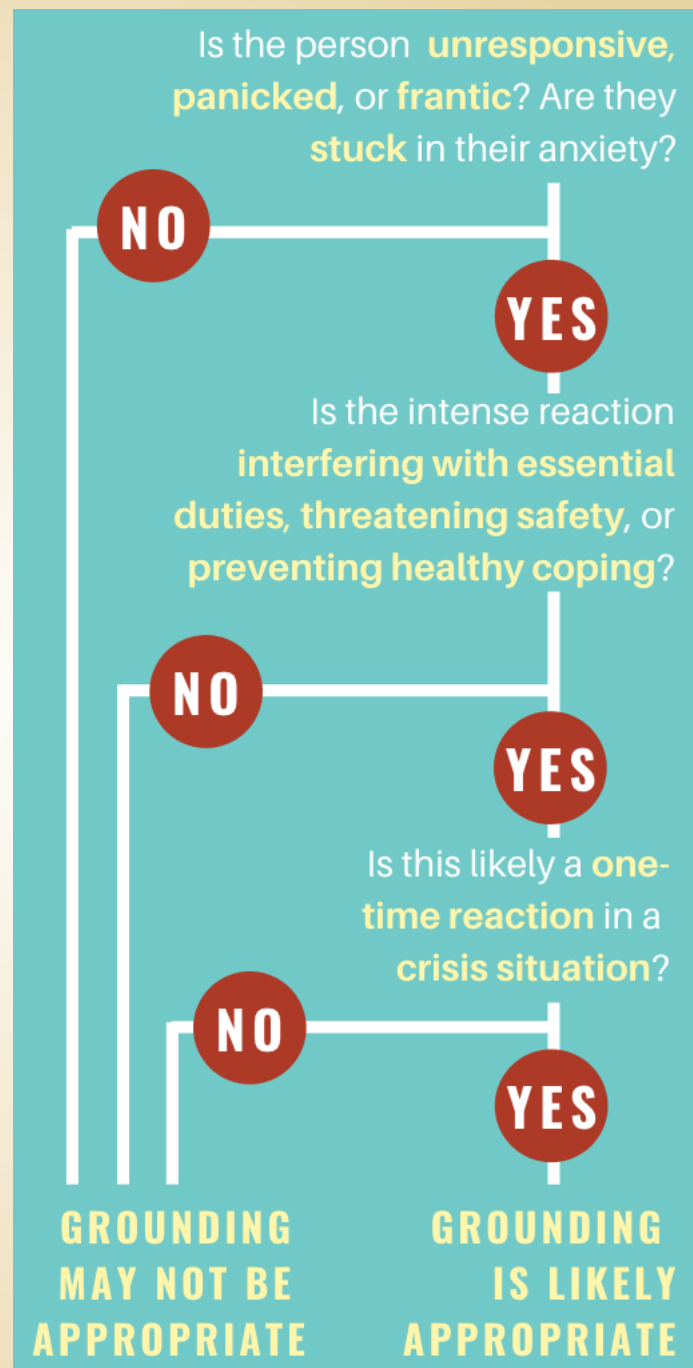 Is the person unresponsive,
panicked, or frantic? Are they
stuck in their anxiety?
NO
YES
Is the intense reaction
interfering with essential
duties, threatening safety, or
preventing healthy coping?
NO
YES
Is this likely a one-
time reaction in a
crisis situation?
NO
YES
GROUNDING
MAY NOT BE
APPROPRIATE
GROUNDING
IS LIKELY
APPROPRIATE